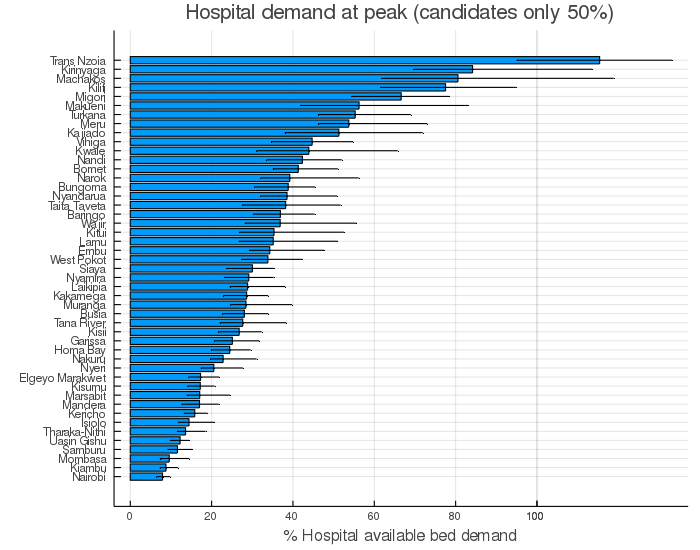 Hospital demand at peak (candidates only 50%)
Trans Nzoia
Kirinyaga
Machakos
Kilifi
Migori
Makueni
Turkana
Meru
Kajiado
Vihiga
Kwale
Nandi
Bomet
Narok
Bungoma
Nyandarua
Taita Taveta
Baringo
Wajir
Kitui
Lamu
Embu
West Pokot
Siaya
Nyamira
Laikipia
Kakamega
Muranga
Busia
Tana River
Kisii
Garissa
Homa Bay
Nakuru
Nyeri
Elgeyo Marakwet
Kisumu
Marsabit
Mandera
Kericho
Isiolo
Tharaka-Nithi
Uasin Gishu
Samburu
Mombasa
Kiambu
Nairobi
0 20 40 60 80 100
% Hospital available bed demand